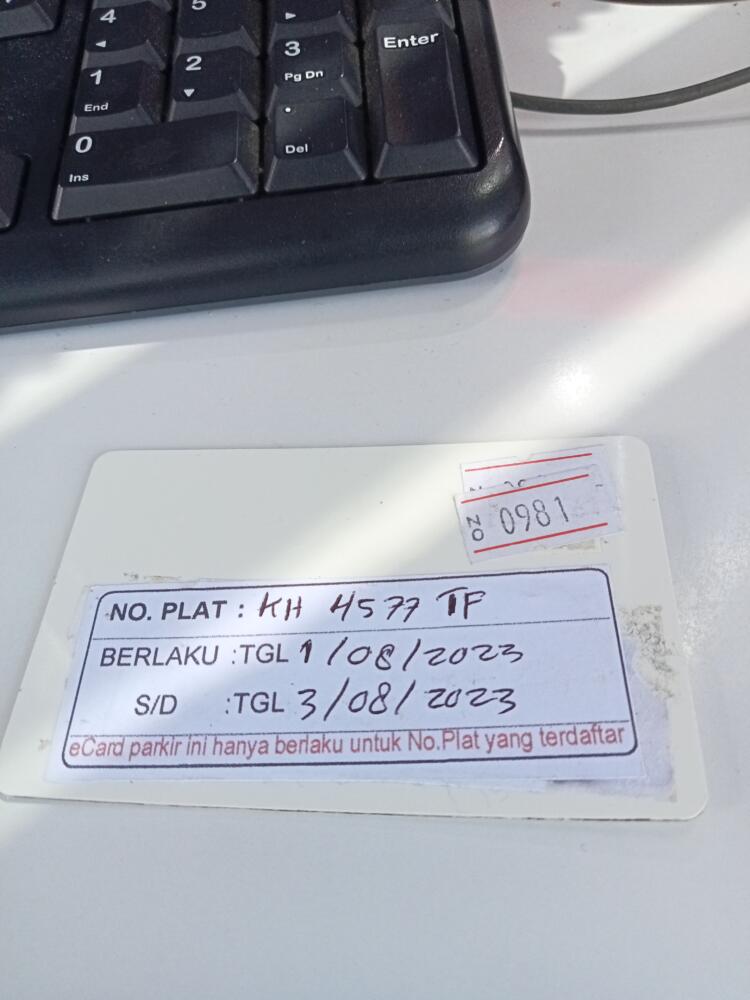 4
5
1
End
2
3
Pg Dn
Enter
0
Ins
.
Del
NO 0981
NO. PLAT : KH 4577 TF
BERLAKU :TGL 1/08/2023
S/D :TGL 3/08/2023
eCard parkir ini hanya berlaku untuk No.Plat yang terdaftar